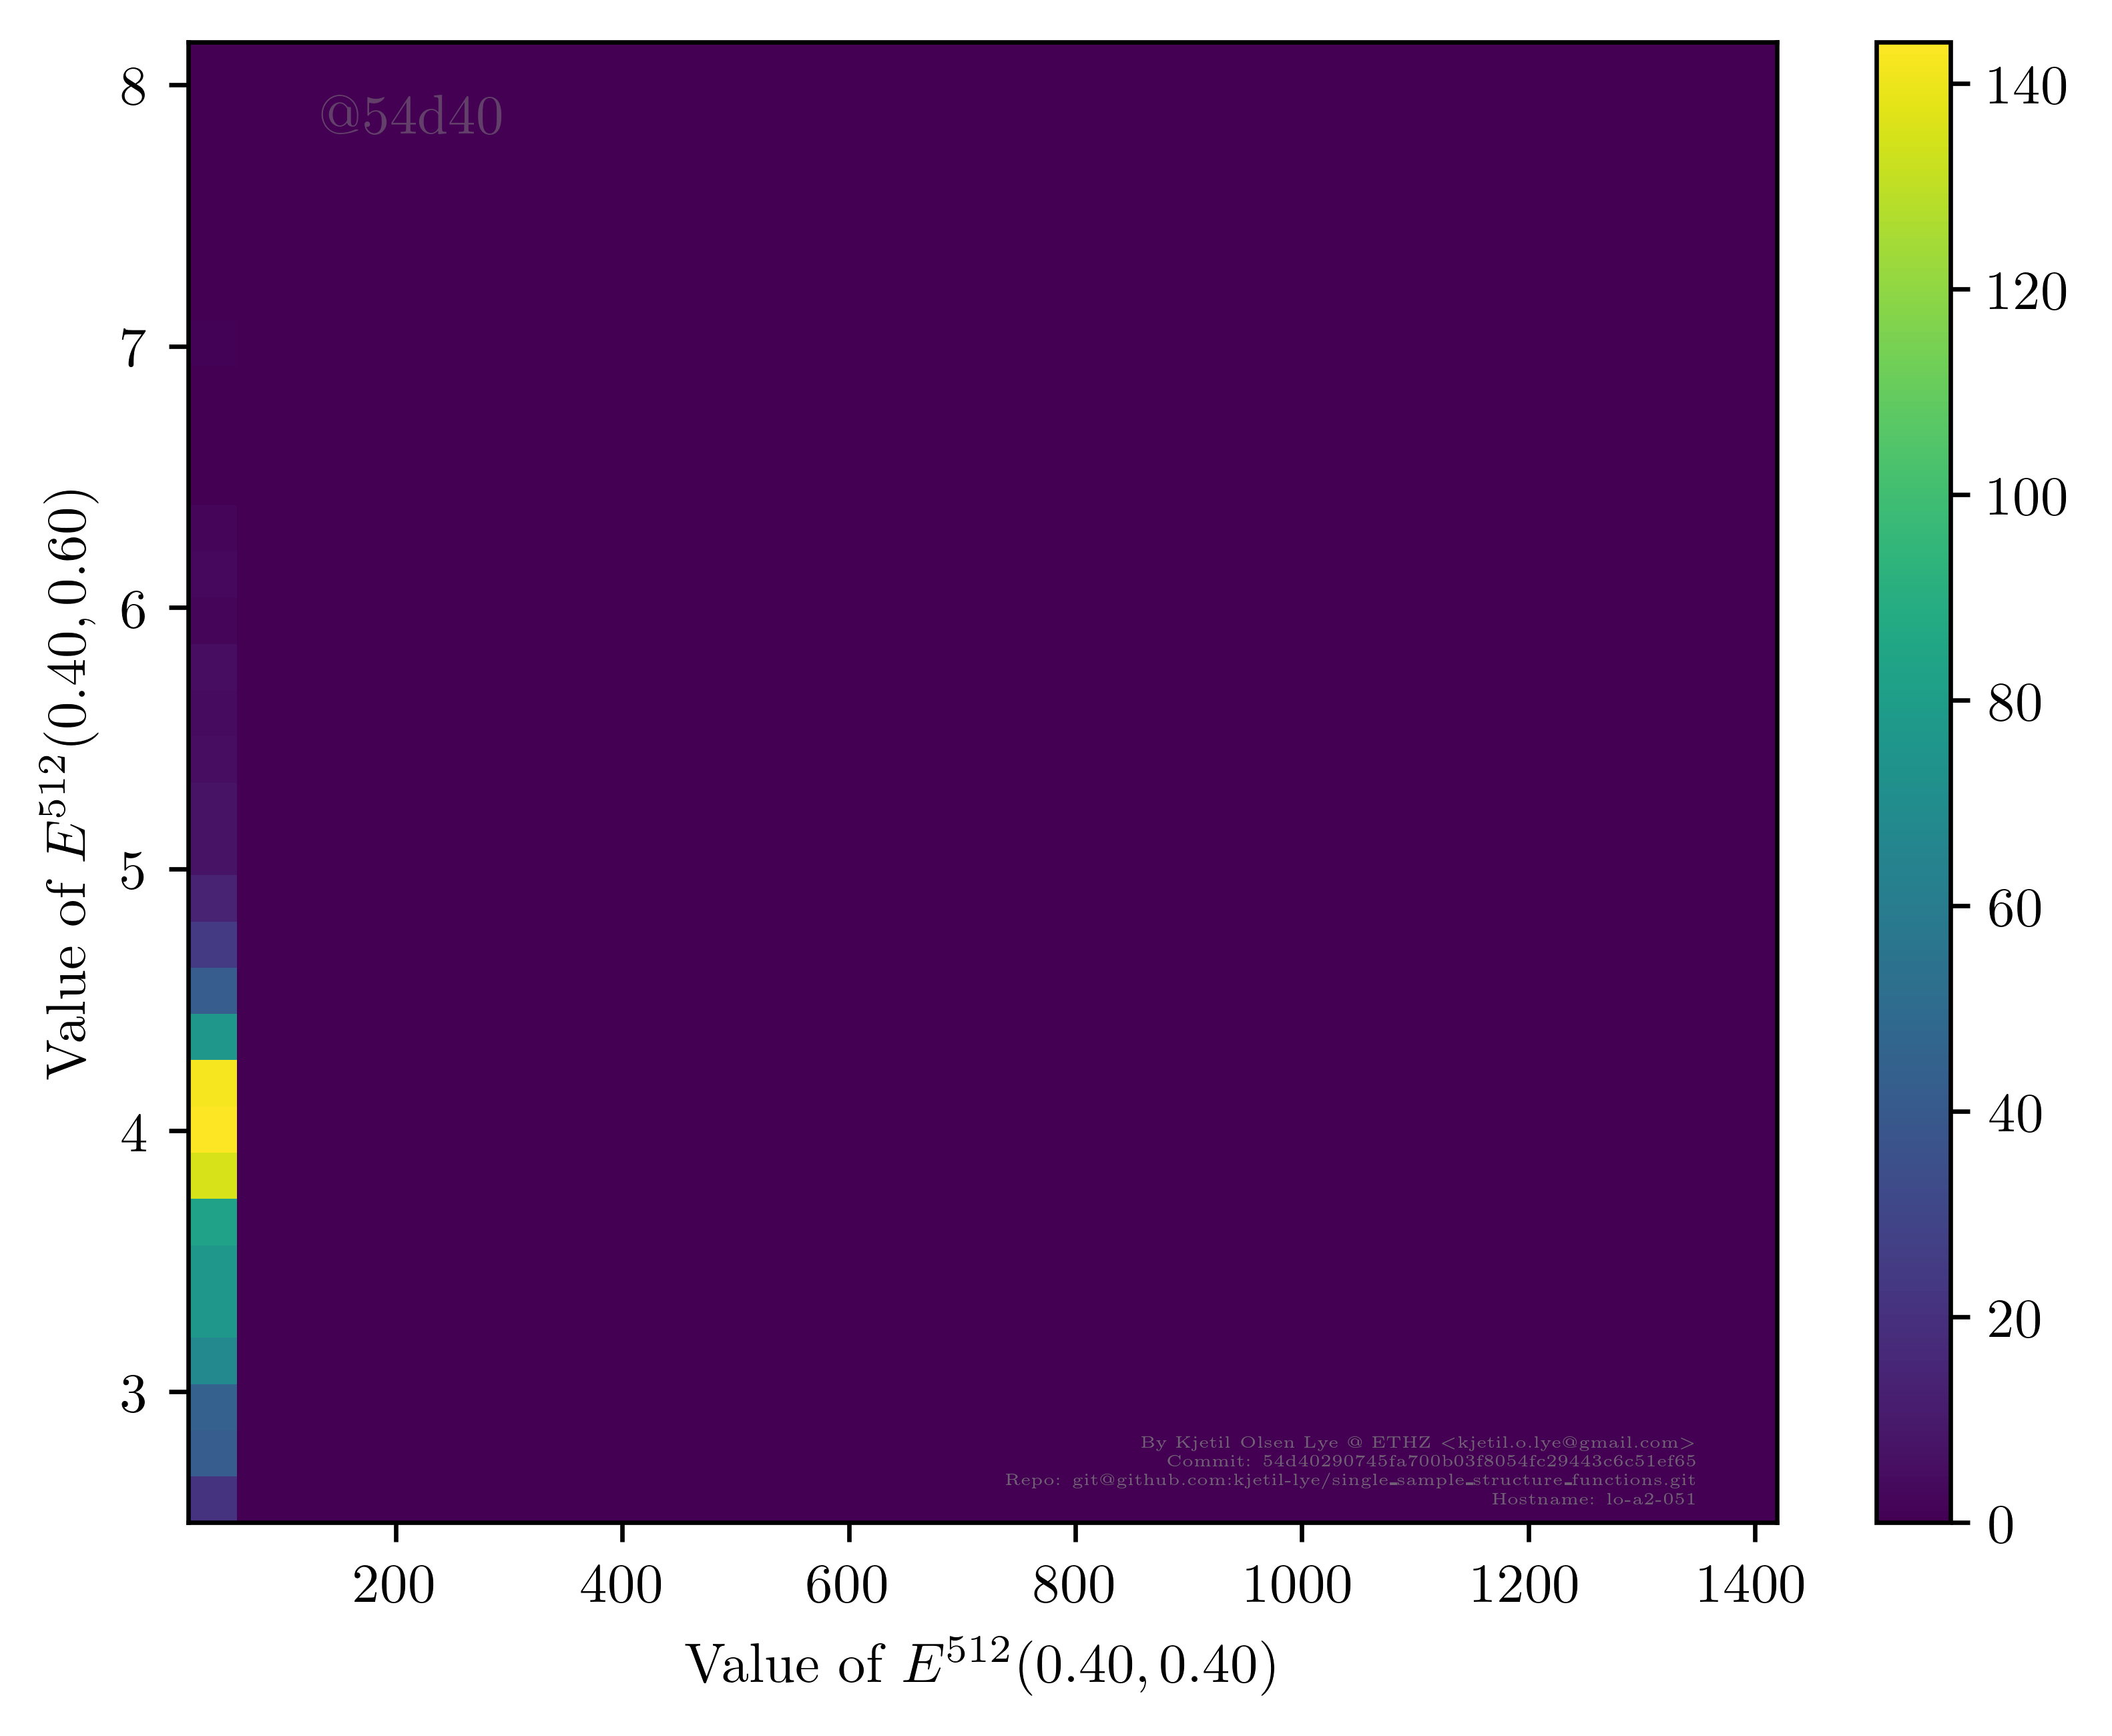 @54d40
8
7
6
5
4
3
Value of E^512(0.40, 0.60)
200 400 600 800 1000 1200 1400
Value of E^512(0.40, 0.40)
140
120
100
80
60
40
20
0
By Kjetil Olsen Lye @ ETHZ <kjetil.o.lye@gmail.com>
Commit: 54d40290745fa700b03f8054fc29443c6c51ef65
Repo: git@github.com:kjetil-lye/single_sample_structure_functions.git
Hostname: lo-a2-051